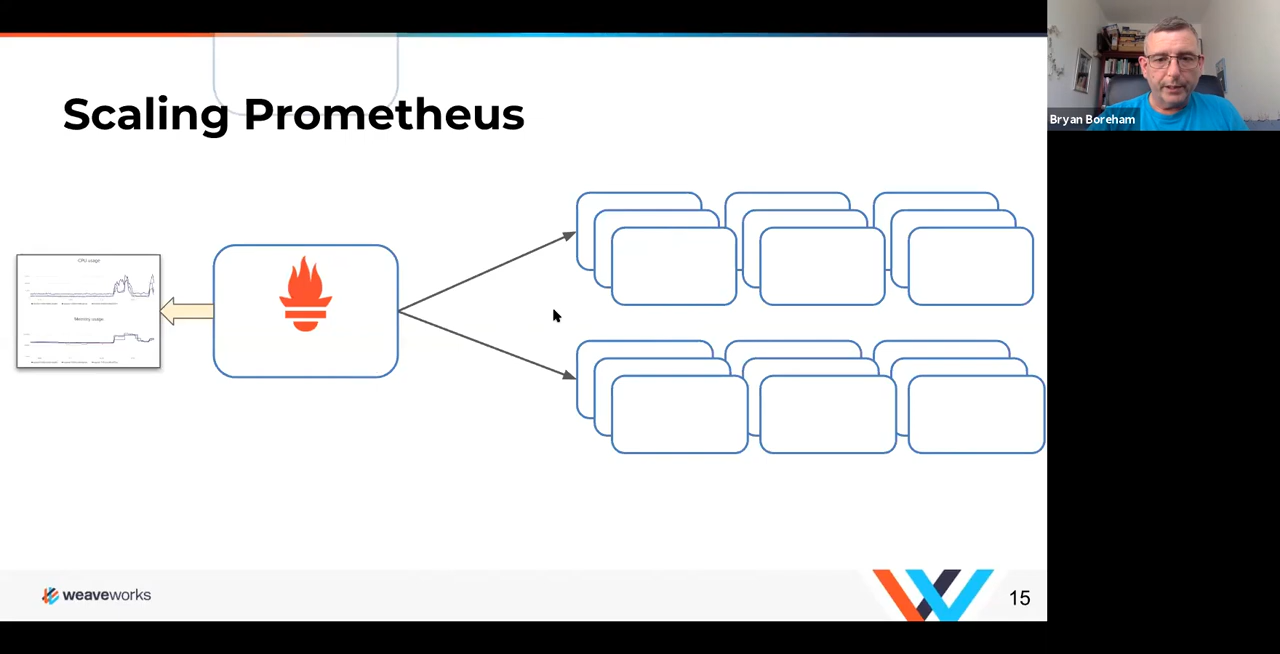 Scaling Prometheus
Bryan Boreham
CPU usage
Memory usage
weaveworks
15